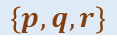 {p, q, r}